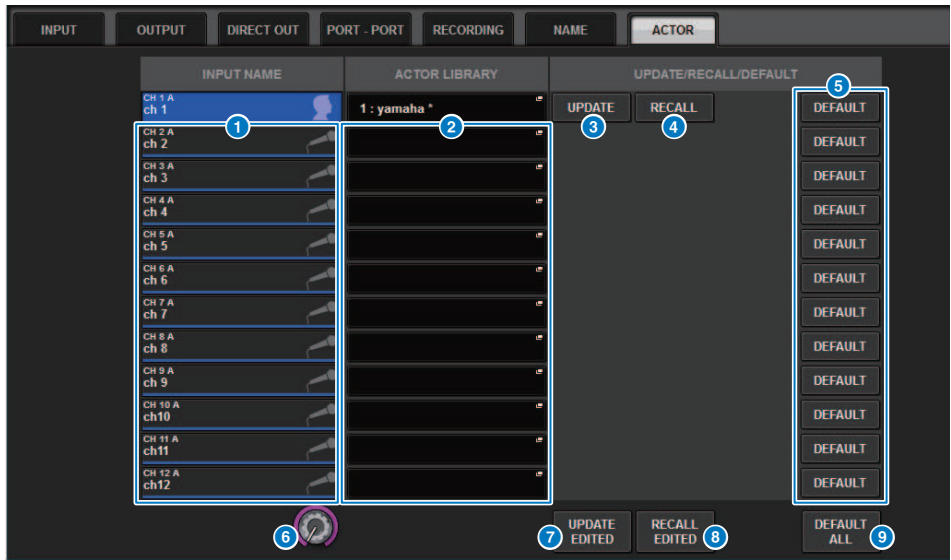 INPUT OUTPUT DIRECT OUT PORT - PORT RECORDING NAME ACTOR
INPUT NAME ACTOR LIBRARY UPDATE/RECALL/DEFAULT
5
CH 1 A
ch 1 1 : yamaha * UPDATE RECALL DEFAULT
1 2 3 4
CH 2 A
ch 2 DEFAULT
CH 3 A
ch 3 DEFAULT
CH 4 A
ch 4 DEFAULT
CH 5 A
ch 5 DEFAULT
CH 6 A
ch 6 DEFAULT
CH 7 A
ch 7 DEFAULT
CH 8 A
ch 8 DEFAULT
CH 9 A
ch 9 DEFAULT
CH 10 A
ch10 DEFAULT
CH 11 A
ch11 DEFAULT
CH 12 A
ch12 DEFAULT
6 7 UPDATE EDITED RECALL EDITED 8 DEFAULT ALL 9